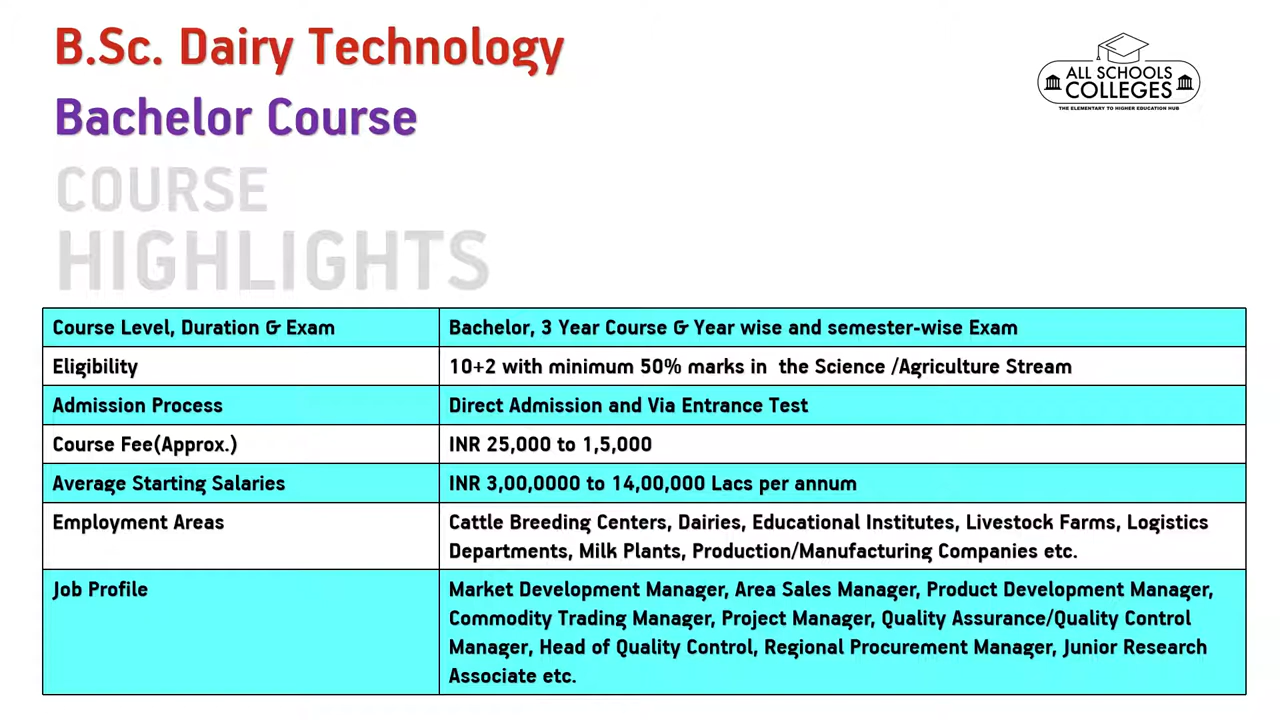 B.Sc. Dairy Technology
Bachelor Course
ALL SCHOOLS
COLLEGES
THE ELEMENTARY TO HIGHER EDUCATION HUB
COURSE
HIGHLIGHTS
Course Level, Duration & Exam
Bachelor, 3 Year Course & Year wise and semester-wise Exam
Eligibility
10+2 with minimum 50% marks in  the Science /Agriculture Stream
Admission Process
Direct Admission and Via Entrance Test
Course Fee(Approx.)
INR 25,000 to 1,5,000
Average Starting Salaries
INR 3,00,0000 to 14,00,000 Lacs per annum
Employment Areas
Cattle Breeding Centers, Dairies, Educational Institutes, Livestock Farms, Logistics
Departments, Milk Plants, Production/Manufacturing Companies etc.
Job Profile
Market Development Manager, Area Sales Manager, Product Development Manager,
Commodity Trading Manager, Project Manager, Quality Assurance/Quality Control
Manager, Head of Quality Control, Regional Procurement Manager, Junior Research
Associate etc.